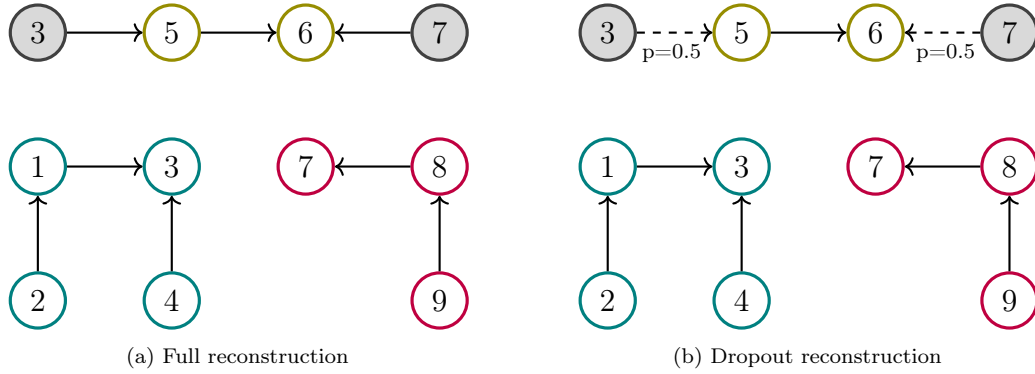 3 5 6 7 3 5 6 7
p=0.5 p=0.5
1 3 7 8 1 3 7 8
2 4 9 2 4 9
(a) Full reconstruction (b) Dropout reconstruction